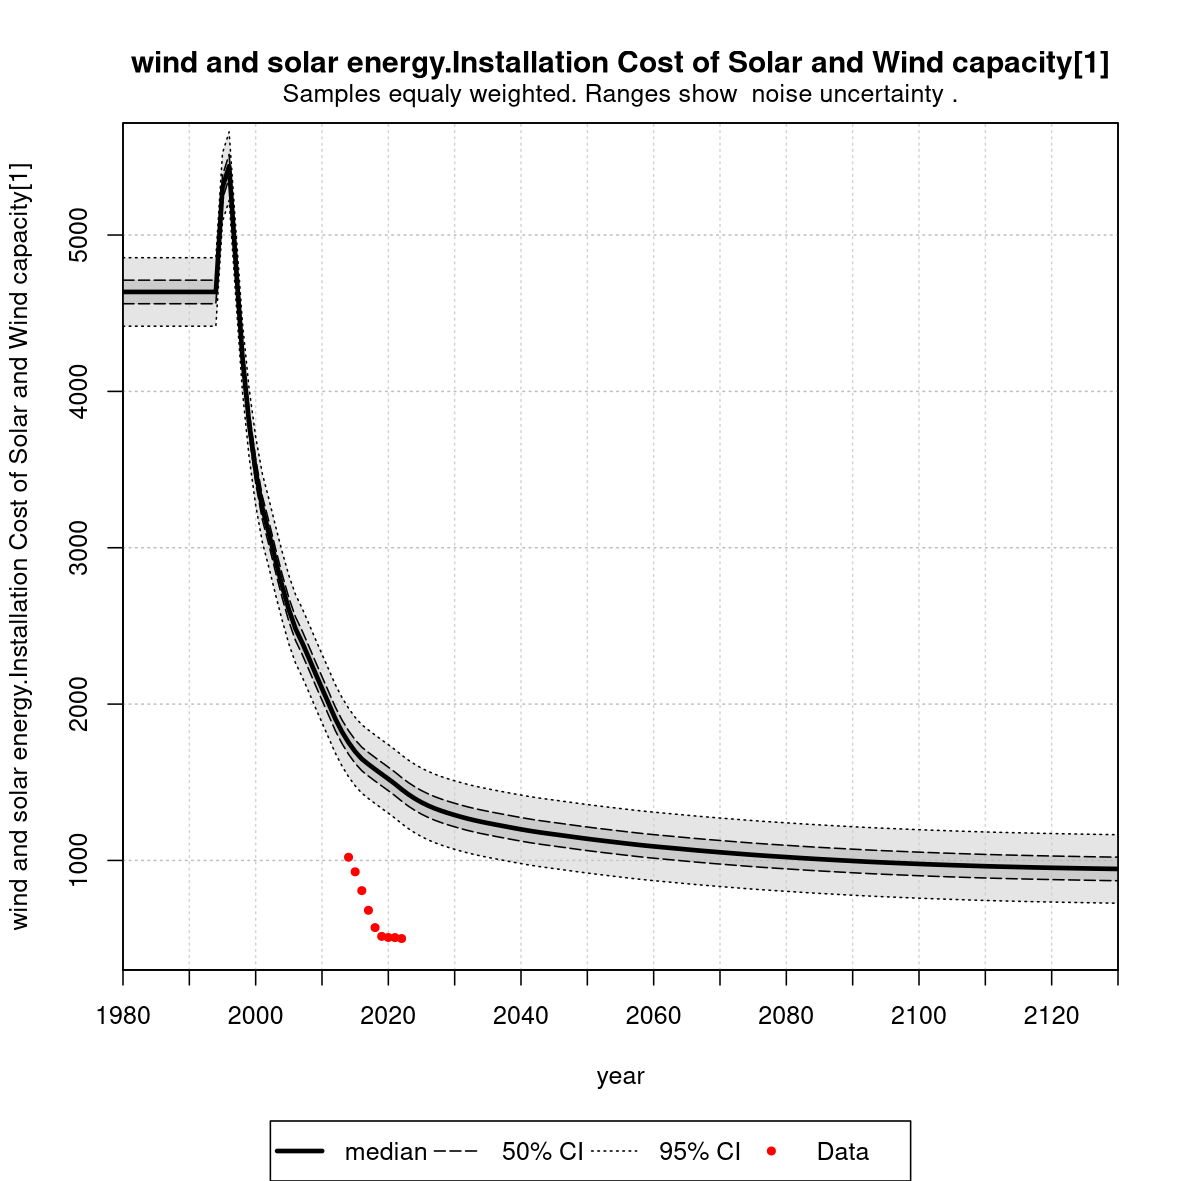 wind and solar energy.Installation Cost of Solar and Wind capacity[1]
Samples equaly weighted. Ranges show  noise uncertainty .
wind and solar energy.Installation Cost of Solar and Wind capacity[1]
5000
4000
3000
2000
1000
1980 2000 2020 2040 2060 2080 2100 2120
year
median 50% CI 95% CI Data